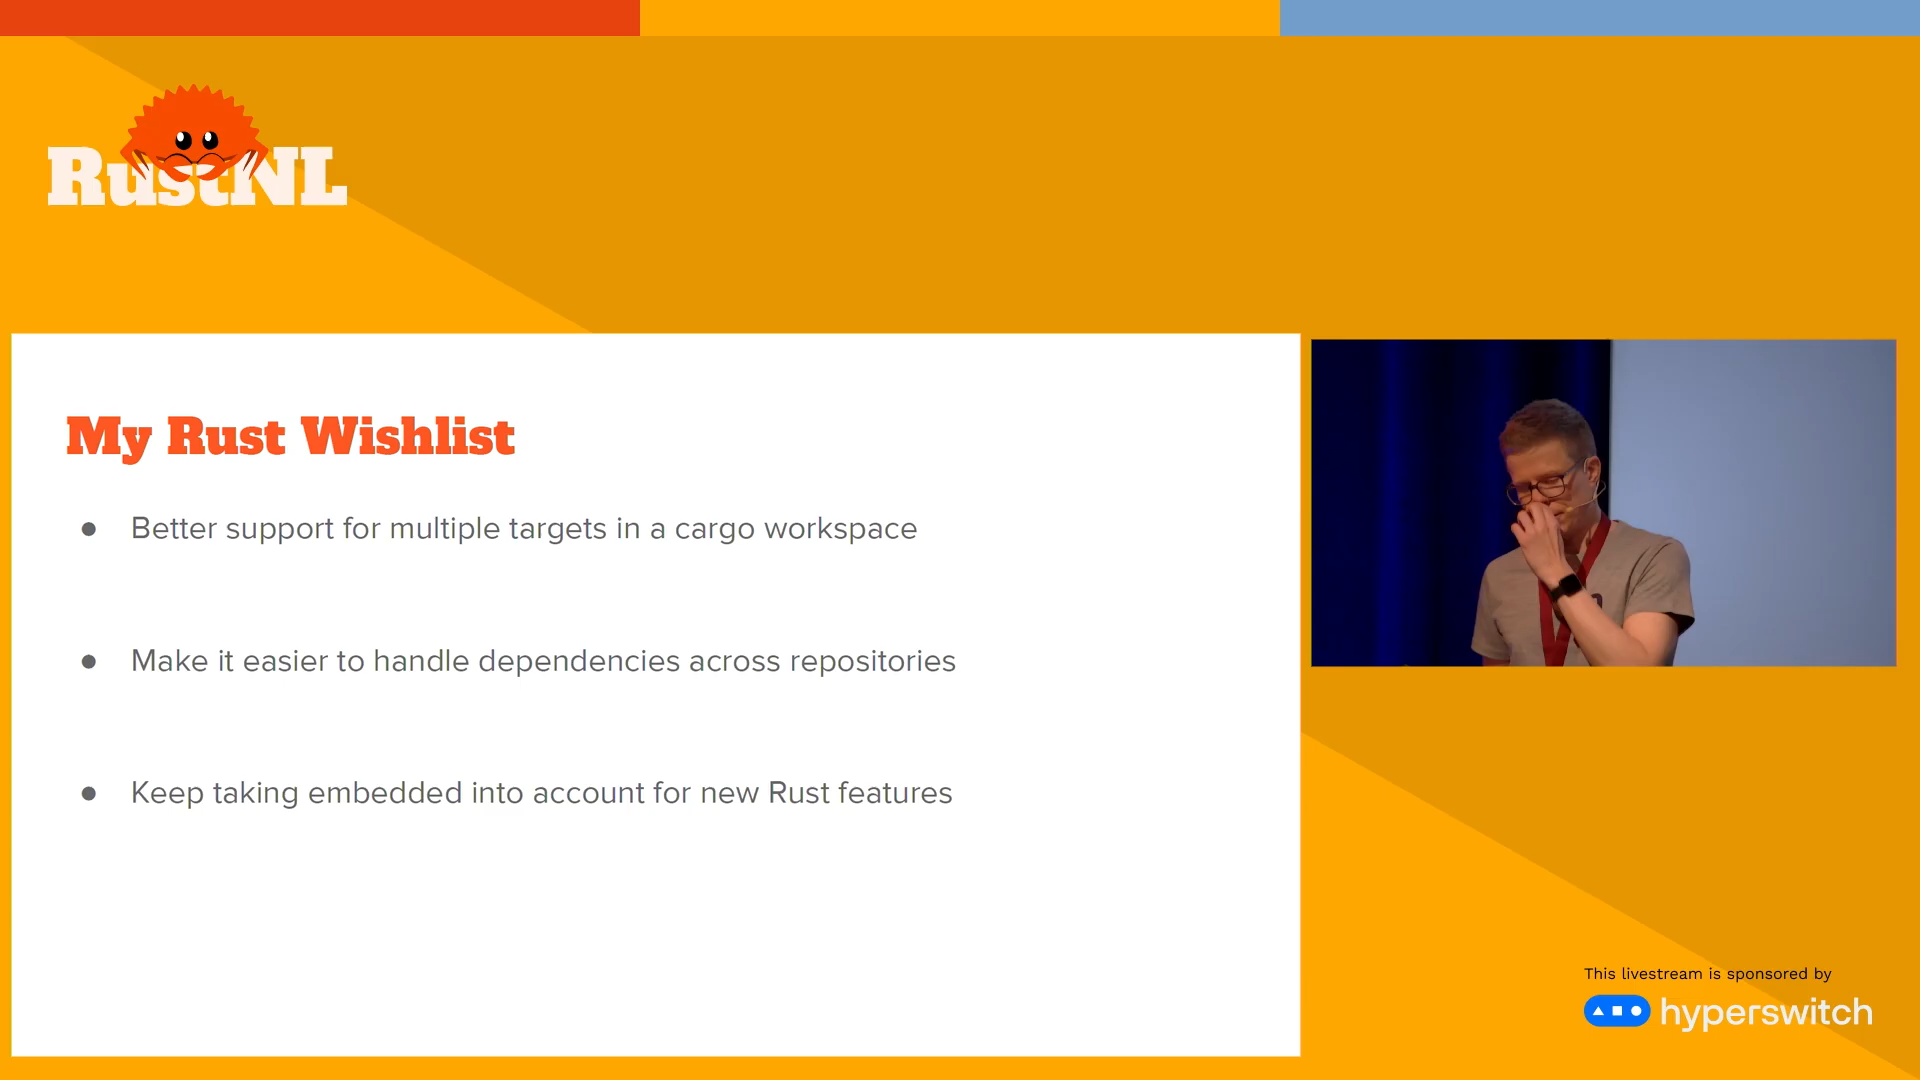 RustNL
My Rust Wishlist
● Better support for multiple targets in a cargo workspace
● Make it easier to handle dependencies across repositories
● Keep taking embedded into account for new Rust features
This livestream is sponsored by
hyperswitch